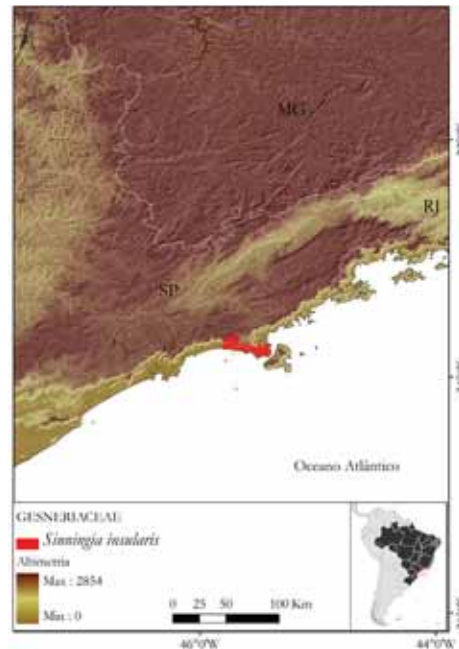 MG
RJ
SP
Oceano Atlântico
GESNERIACEAE
Sinningia insularis
Altimetria
Max : 2854
Min : 0
0 25 50 100 Km
46°0'W 44°0'W